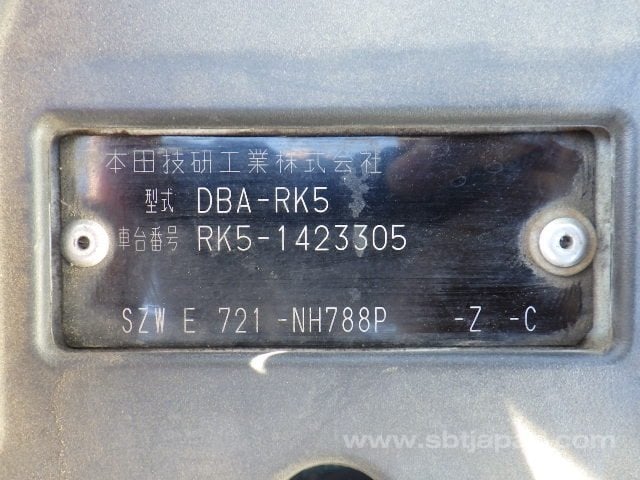 本田技研工業株式会社
型式 DBA-RK5
車台番号 RK5-1423305
SZW E 721 -NH788P -Z -C
www.sbtjapan.com